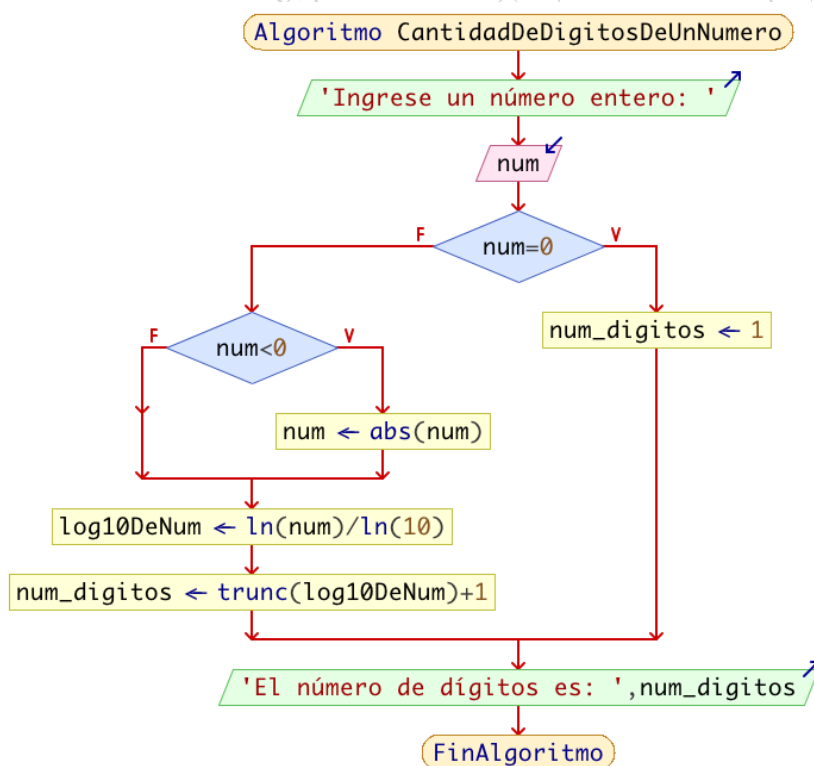 Algoritmo CantidadDeDigitosDeUnNumero
'Ingrese un número entero: '
num
F
num=0
V
F
num<0
V
num_digitos ← 1
num ← abs(num)
log10DeNum ← ln(num)/ln(10)
num_digitos ← trunc(log10DeNum)+1
'El número de dígitos es: ',num_digitos
FinAlgoritmo